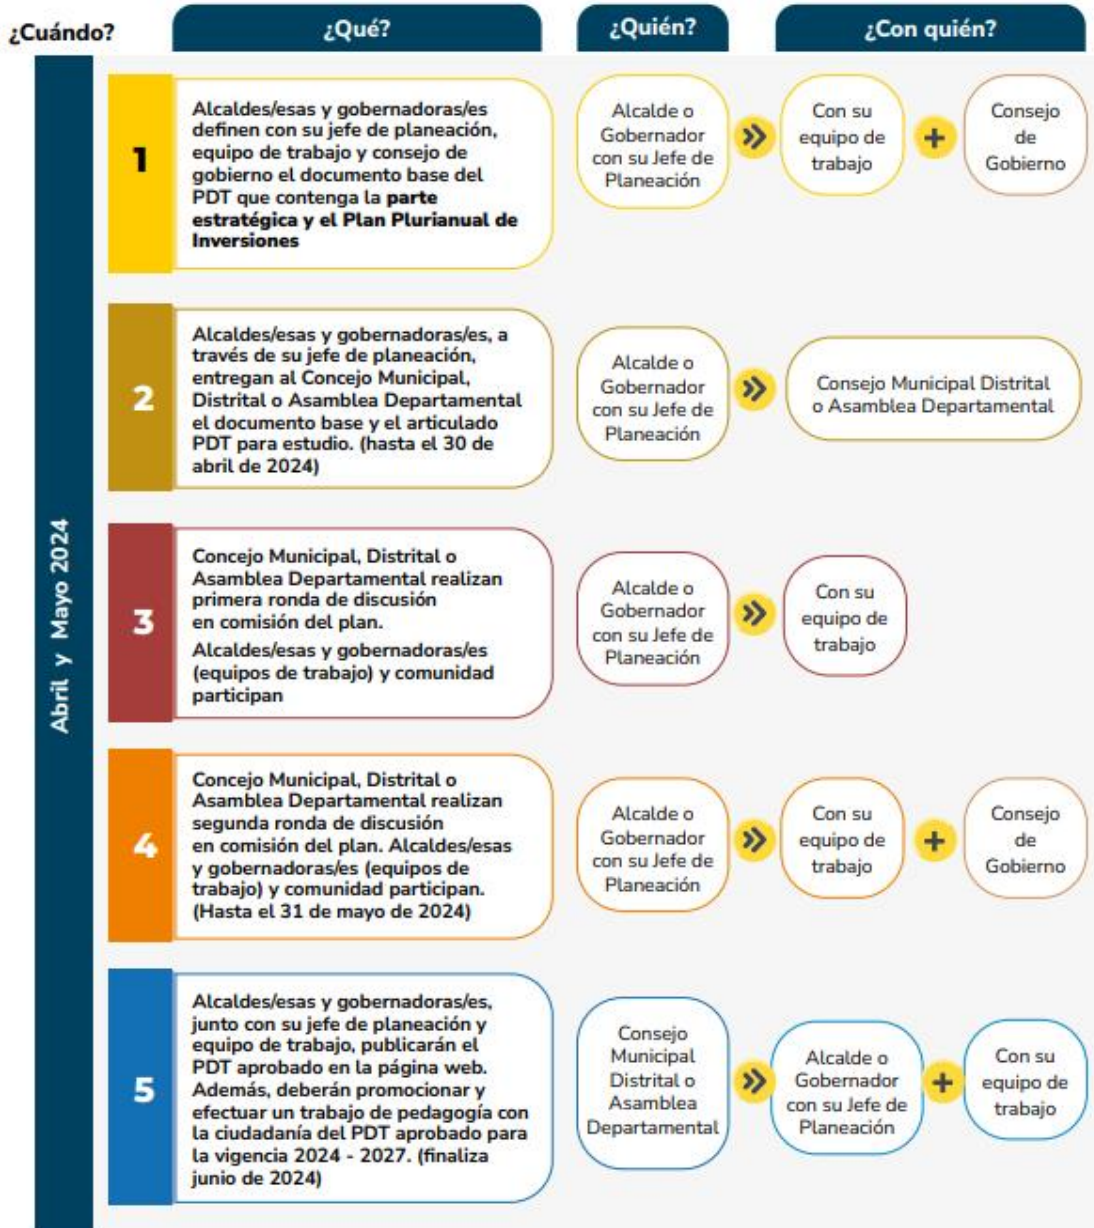 ¿Cuándo?
¿Qué?
¿Quién?
¿Con quién?
Abril y Mayo 2024
1
Alcaldes/esas y gobernadoras/es
definen con su jefe de planeación,
equipo de trabajo y consejo de
gobierno el documento base del
PDT que contenga la parte
estratégica y el Plan Plurianual de
Inversiones
Alcalde o
Gobernador
con su Jefe de
Planeación
Con su
equipo de
trabajo
+
Consejo
de
Gobierno
2
Alcaldes/esas y gobernadoras/es, a
través de su jefe de planeación,
entregan al Concejo Municipal,
Distrital o Asamblea Departamental
el documento base y el articulado
PDT para estudio. (hasta el 30 de
abril de 2024)
Alcalde o
Gobernador
con su Jefe de
Planeación
Consejo Municipal Distrital
o Asamblea Departamental
3
Concejo Municipal, Distrital o
Asamblea Departamental realizan
primera ronda de discusión
en comisión del plan.
Alcaldes/esas y gobernadoras/es
(equipos de trabajo) y comunidad
participan
Alcalde o
Gobernador
con su Jefe de
Planeación
Con su
equipo de
trabajo
4
Concejo Municipal, Distrital o
Asamblea Departamental realizan
segunda ronda de discusión
en comisión del plan. Alcaldes/esas
y gobernadoras/es (equipos de
trabajo) y comunidad participan.
(Hasta el 31 de mayo de 2024)
Alcalde o
Gobernador
con su Jefe de
Planeación
Con su
equipo de
trabajo
+
Consejo
de
Gobierno
5
Alcaldes/esas y gobernadoras/es,
junto con su jefe de planeación y
equipo de trabajo, publicarán el
PDT aprobado en la página web.
Además, deberán promocionar y
efectuar un trabajo de pedagogía con
la ciudadanía del PDT aprobado para
la vigencia 2024 - 2027. (finaliza
junio de 2024)
Consejo
Municipal
Distrital o
Asamblea
Departamental
Alcalde o
Gobernador
con su Jefe de
Planeación
+
Con su
equipo de
trabajo